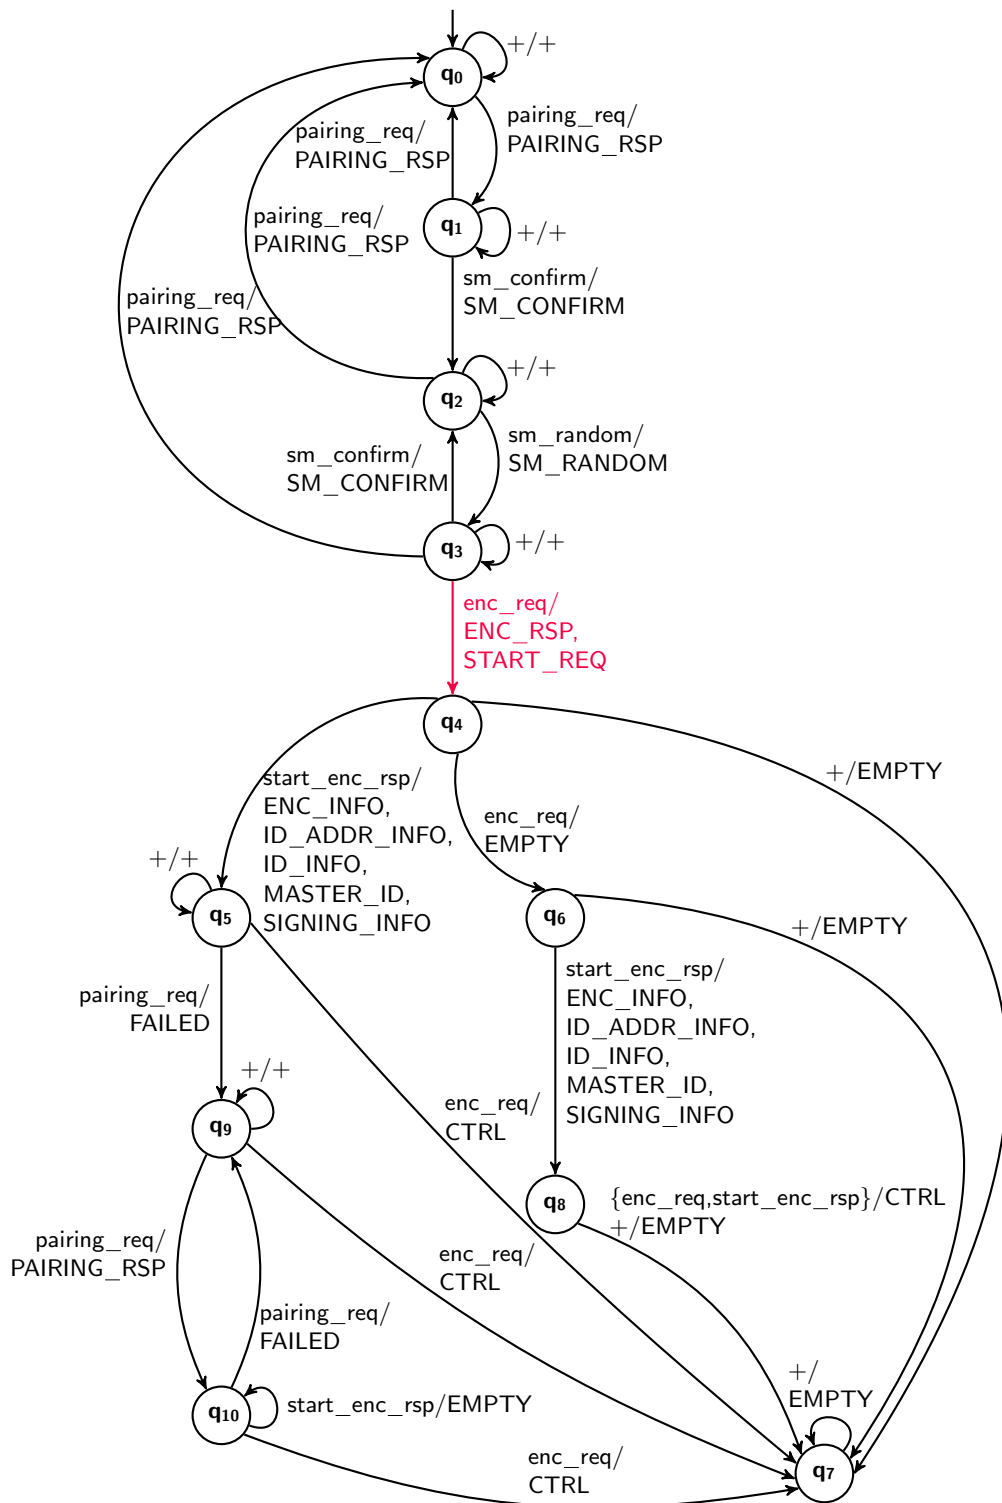 q0
+/+
pairing_req/
PAIRING_RSP
pairing_req/
PAIRING_RSP
q1
+/+
pairing_req/
PAIRING_RSP
sm_confirm/
SM_CONFIRM
pairing_req/
PAIRING_RSP
q2
+/+
sm_confirm/
SM_CONFIRM
sm_random/
SM_RANDOM
q3
+/+
enc_req/
ENC_RSP,
START_REQ
q4
start_enc_rsp/
ENC_INFO,
ID_ADDR_INFO,
ID_INFO,
MASTER_ID,
SIGNING_INFO
enc_req/
EMPTY
+/EMPTY
+/+
q5
q6
+/EMPTY
pairing_req/
FAILED
start_enc_rsp/
ENC_INFO,
ID_ADDR_INFO,
ID_INFO,
MASTER_ID,
SIGNING_INFO
+/+
q9
enc_req/
CTRL
q8
{enc_req,start_enc_rsp}/CTRL
+/EMPTY
pairing_req/
PAIRING_RSP
enc_req/
CTRL
pairing_req/
FAILED
q10
start_enc_rsp/EMPTY
+/
EMPTY
enc_req/
CTRL
q7